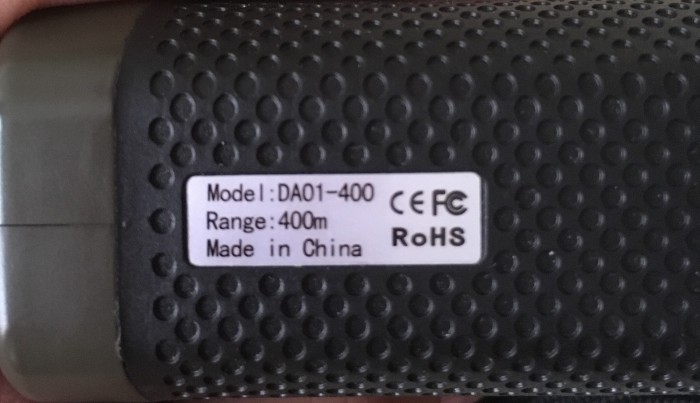 Model:DA01-400
Range:400m
Made in China
CE FC
RoHS